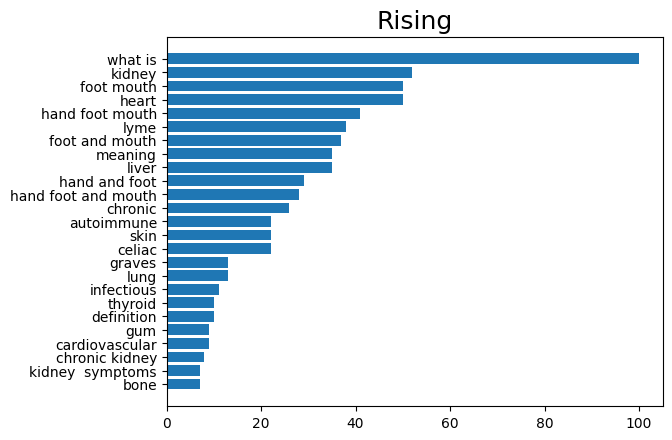 Rising
what is
kidney
foot mouth
heart
hand foot mouth
lyme
foot and mouth
meaning
liver
hand and foot
hand foot and mouth
chronic
autoimmune
skin
celiac
graves
lung
infectious
thyroid
definition
gum
cardiovascular
chronic kidney
kidney  symptoms
bone
0 20 40 60 80 100